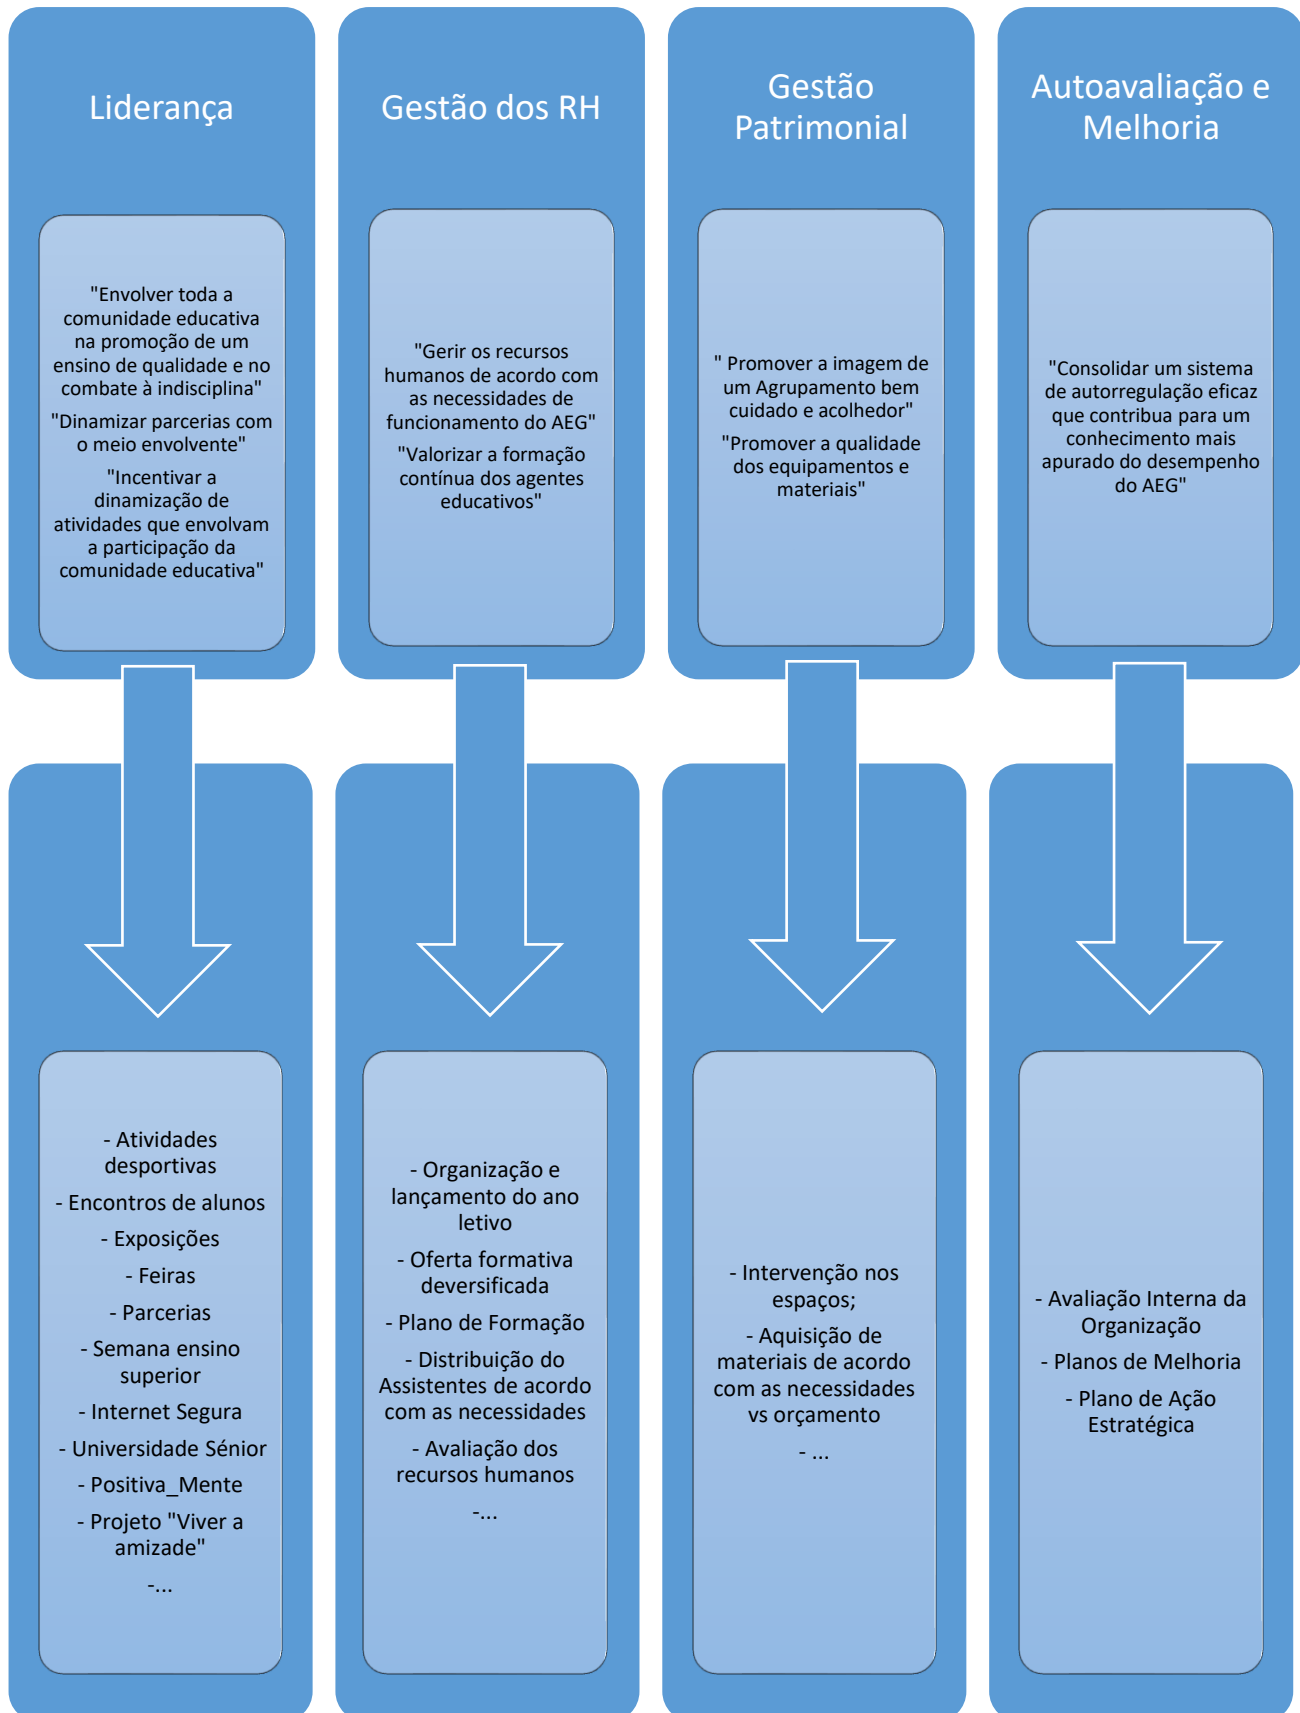 Liderança
"Envolver toda a
comunidade educativa
na promoção de um
ensino de qualidade e no
combate à indisciplina"
"Dinamizar parcerias com
o meio envolvente"
"Incentivar a
dinamização de
atividades que envolvam
a participação da
comunidade educativa"
Gestão dos RH
"Gerir os recursos
humanos de acordo com
as necessidades de
funcionamento do AEG"
"Valorizar a formação
contínua dos agentes
educativos"
Gestão
Patrimonial
" Promover a imagem de
um Agrupamento bem
cuidado e acolhedor"
"Promover a qualidade
dos equipamentos e
materiais"
Autoavaliação e
Melhoria
"Consolidar um sistema
de autorregulação eficaz
que contribua para um
conhecimento mais
apurado do desempenho
do AEG"
- Atividades
desportivas
- Encontros de alunos
- Exposições
- Feiras
- Parcerias
- Semana ensino
superior
- Internet Segura
- Universidade Sénior
- Positiva_Mente
- Projeto "Viver a
amizade"
-...
- Organização e
lançamento do ano
letivo
- Oferta formativa
deversificada
- Plano de Formação
- Distribuição do
Assistentes de acordo
com as necessidades
- Avaliação dos
recursos humanos
-...
- Intervenção nos
espaços;
- Aquisição de
materiais de acordo
com as necessidades
vs orçamento
- ...
- Avaliação Interna da
Organização
- Planos de Melhoria
- Plano de Ação
Estratégica